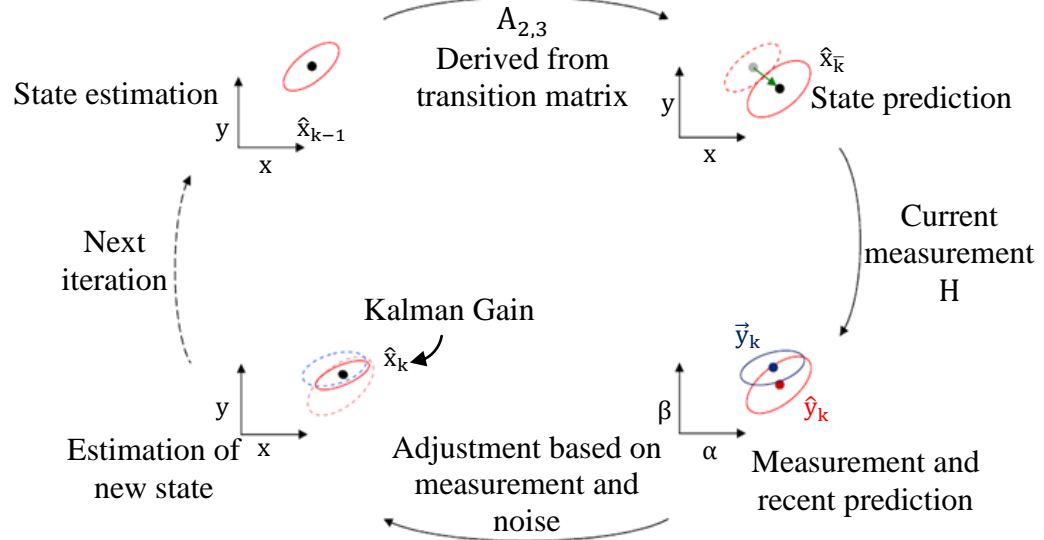 A₂,₃
Derived from
transition matrix
State estimation
y
x
x̂ₖ₋₁
y
x
x̂ₖ̄
State prediction
Current
measurement
H
Next
iteration
Kalman Gain
x̂ₖ
y
x
Estimation of
new state
Adjustment based on
measurement and
noise
y⃗ₖ
ŷₖ
β
α
Measurement and
recent prediction